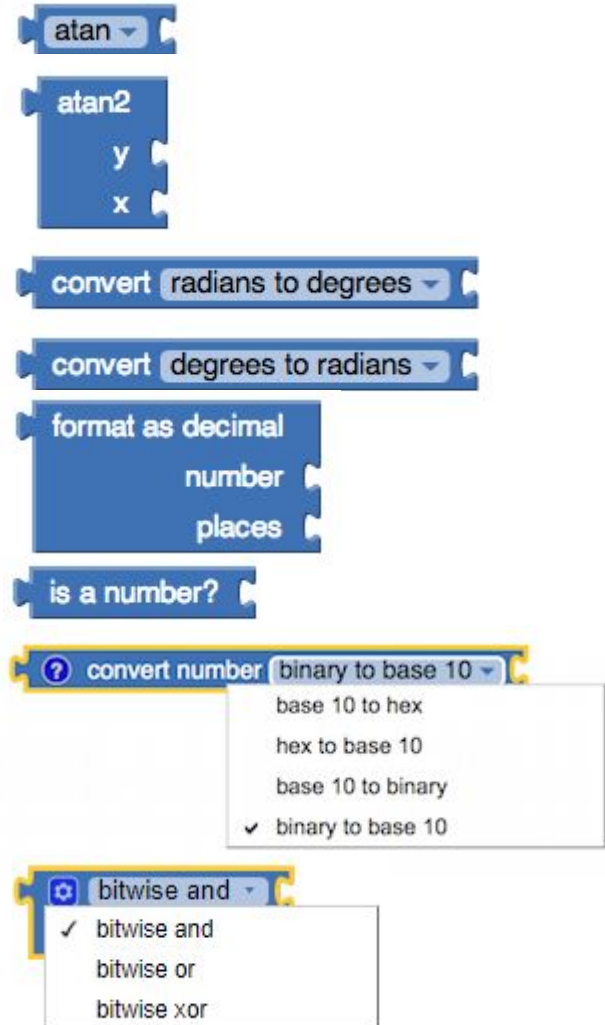 atan
atan2
y
x
convert radians to degrees
convert degrees to radians
format as decimal
number
places
is a number?
? convert number binary to base 10
base 10 to hex
hex to base 10
base 10 to binary
✓ binary to base 10
bitwise and
✓ bitwise and
bitwise or
bitwise xor